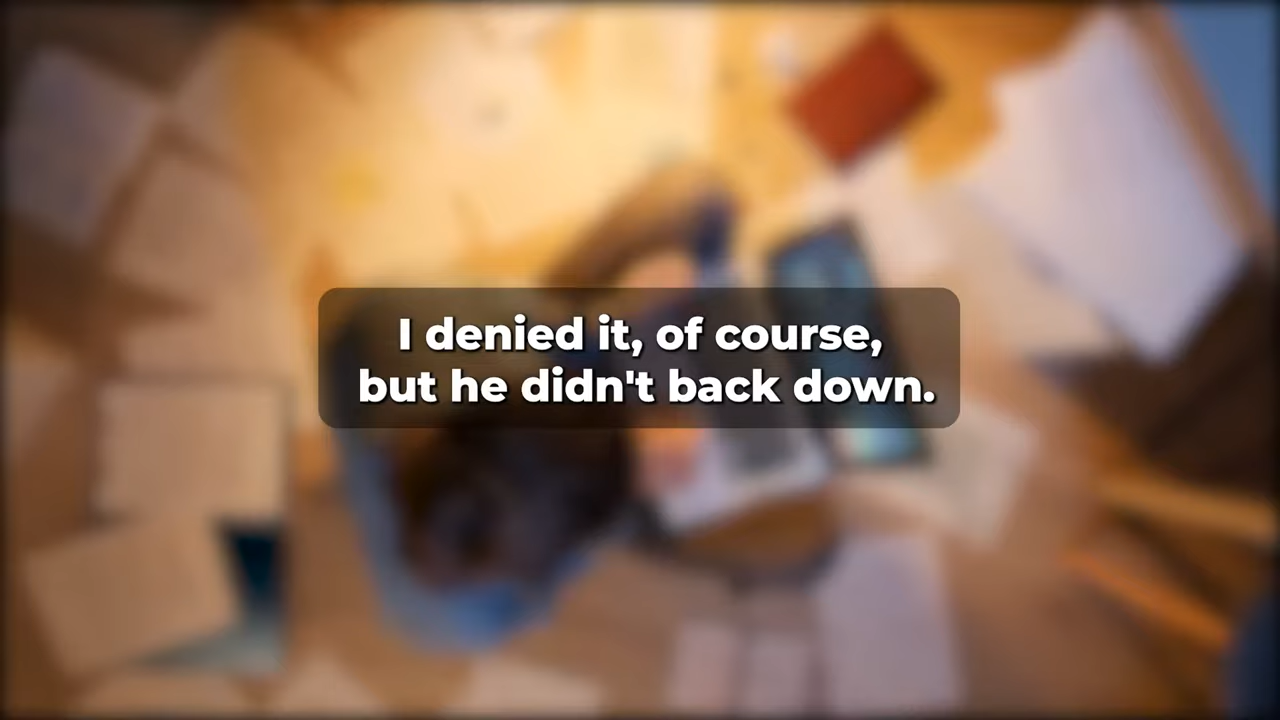 I denied it, of course,
but he didn't back down.